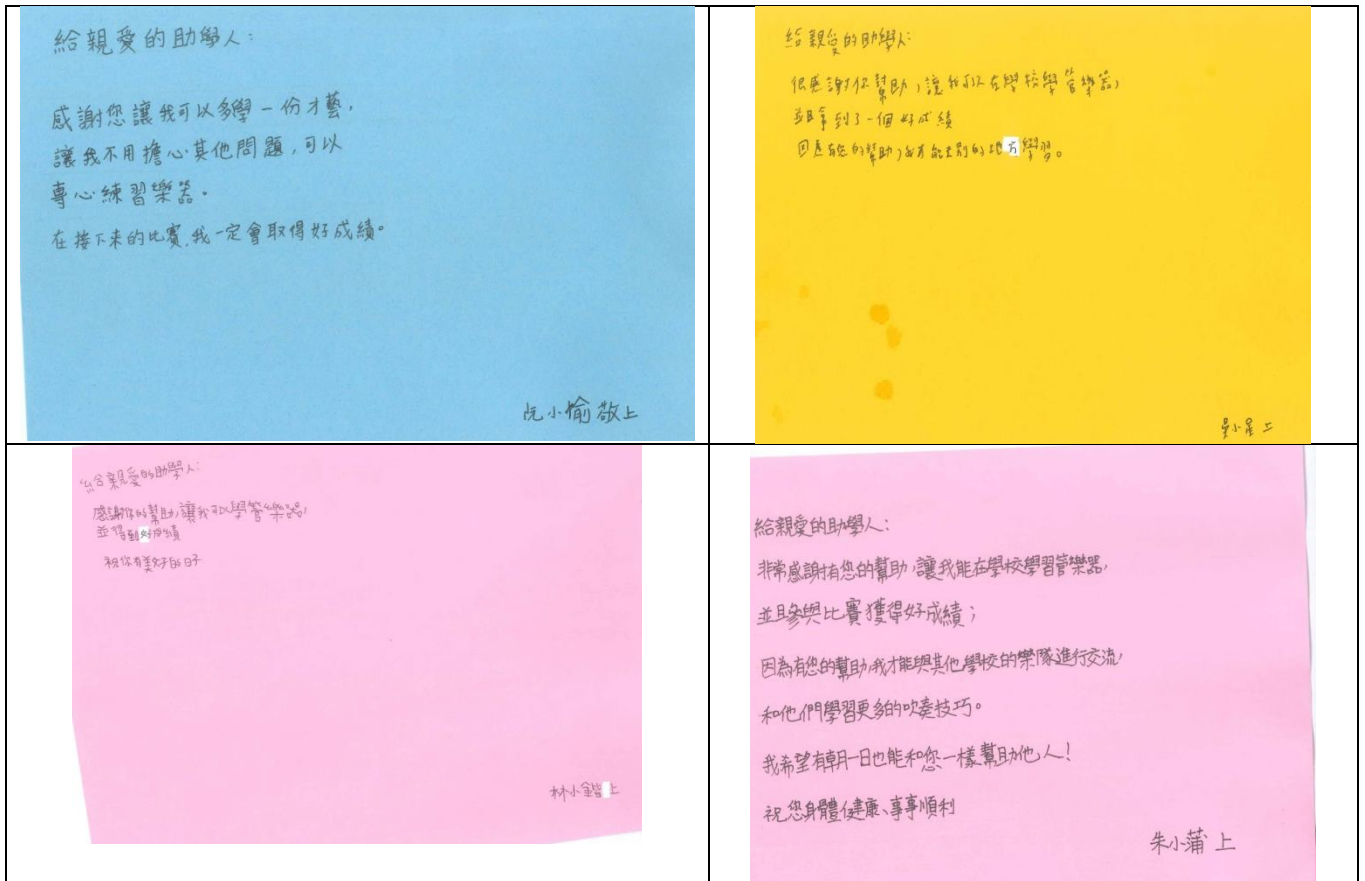 給親愛的助學人:
感謝您讓我可以多學一份才藝,
讓我不用擔心其他問題,可以
專心練習樂器。
在接下來的比賽,我一定會取得好成績。
阮小愉 敬上
給親愛的助學人:
很感謝你幫助,讓我可以在學校學管樂器,
並且拿到了一個好成績
因為有您的幫助,我才能去別的地方學習。
小星 上
給親愛的助學人:
感謝你的幫助,讓我可以學管樂器,
並得到好成績
祝你有美好的日子
林小鍇 上
給親愛的助學人:
非常感謝有您的幫助,讓我能在學校學習管樂器,
並且參與比賽獲得好成績;
因為有您的幫助,我才能與其他學校的樂隊進行交流,
和他們學習更多的吹奏技巧。
我希望有朝一日也能和您一樣幫助他人!
祝您身體健康、事事順利
朱小蒲 上